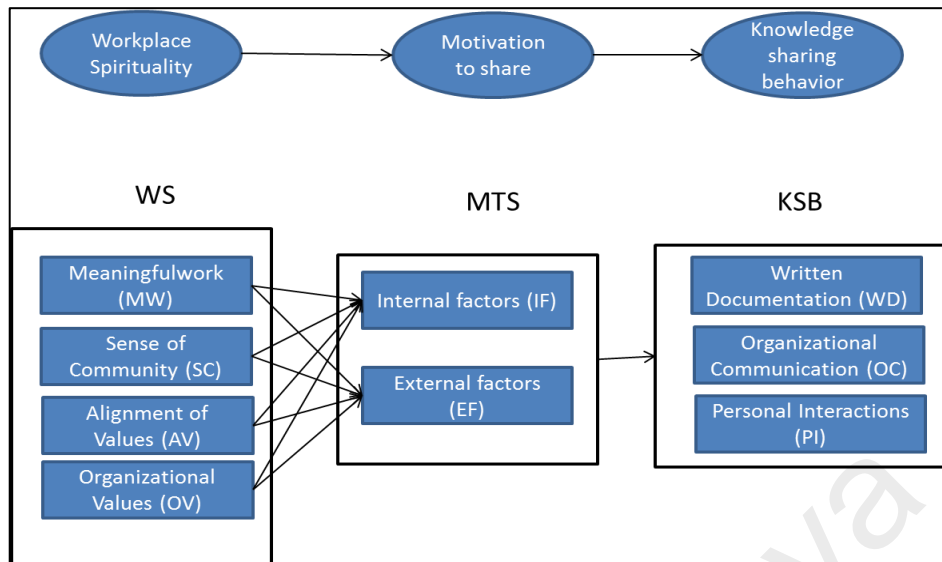 Workplace
Spirituality
Motivation
to share
Knowledge
sharing
behavior
WS
MTS
KSB
Meaningfulwork
(MW)
Sense of
Community (SC)
Alignment of
Values (AV)
Organizational
Values (OV)
Internal factors (IF)
External factors
(EF)
Written
Documentation (WD)
Organizational
Communication (OC)
Personal Interactions
(PI)